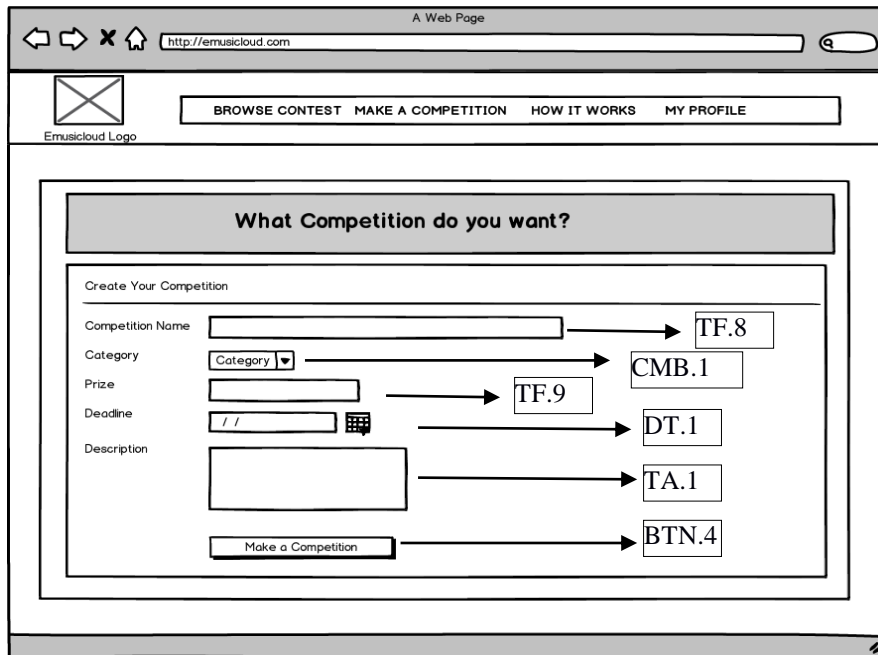 A Web Page
http://emusicloud.com
BROWSE CONTEST MAKE A COMPETITION HOW IT WORKS MY PROFILE
Emusicloud Logo
What Competition do you want?
Create Your Competition
Competition Name TF.8
Category Category CMB.1
Prize TF.9
Deadline / / DT.1
Description TA.1
Make a Competition BTN.4